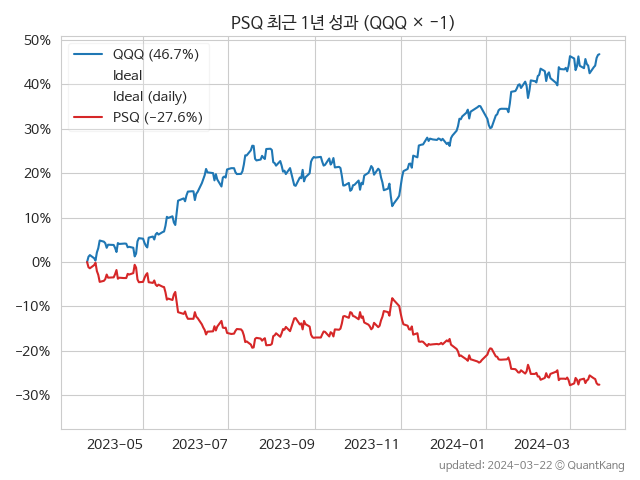 PSQ 최근 1년 성과 (QQQ × −1)
QQQ (46.7%)
Ideal
Ideal (daily)
PSQ (−27.6%)
50%
40%
30%
20%
10%
0%
−10%
−20%
−30%
2023-05 2023-07 2023-09 2023-11 2024-01 2024-03
updated: 2024-03-22 © QuantKang